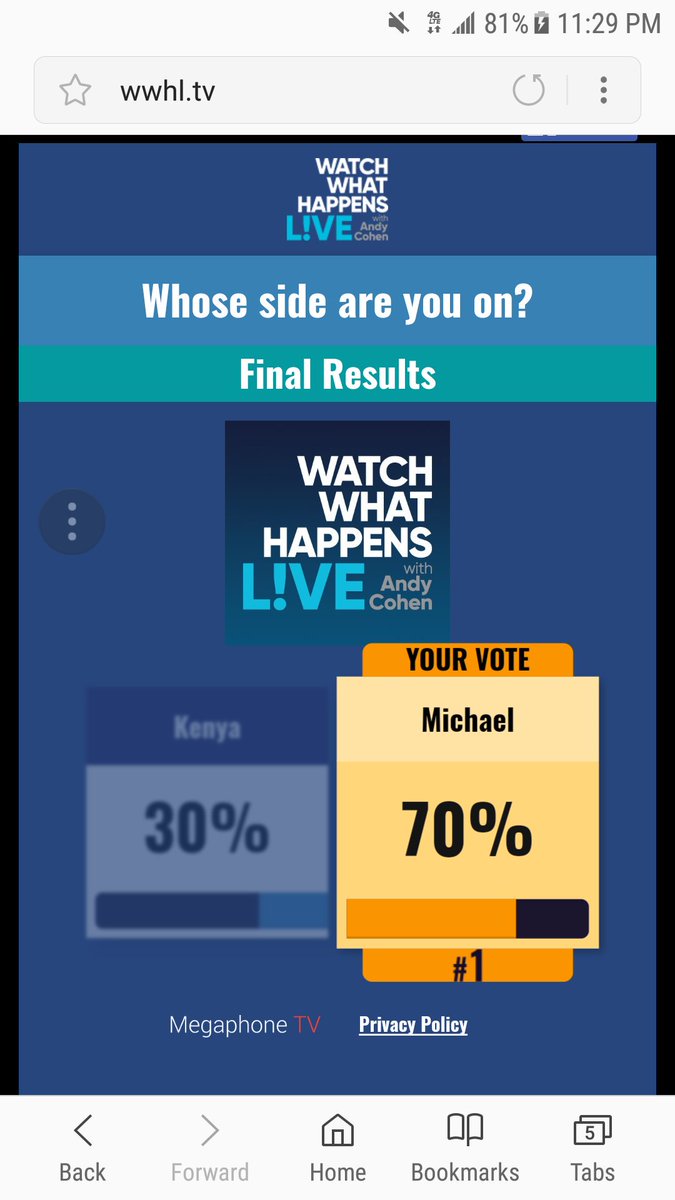 4G
LTE
81% 11:29 PM
wwhl.tv
WATCH
WHAT
HAPPENS
L!VE with
Andy
Cohen
Whose side are you on?
Final Results
WATCH
WHAT
HAPPENS
L!VE with
Andy
Cohen
YOUR VOTE
Kenya
Michael
30%
70%
#1
Megaphone TV
Privacy Policy
5
Back
Forward
Home
Bookmarks
Tabs